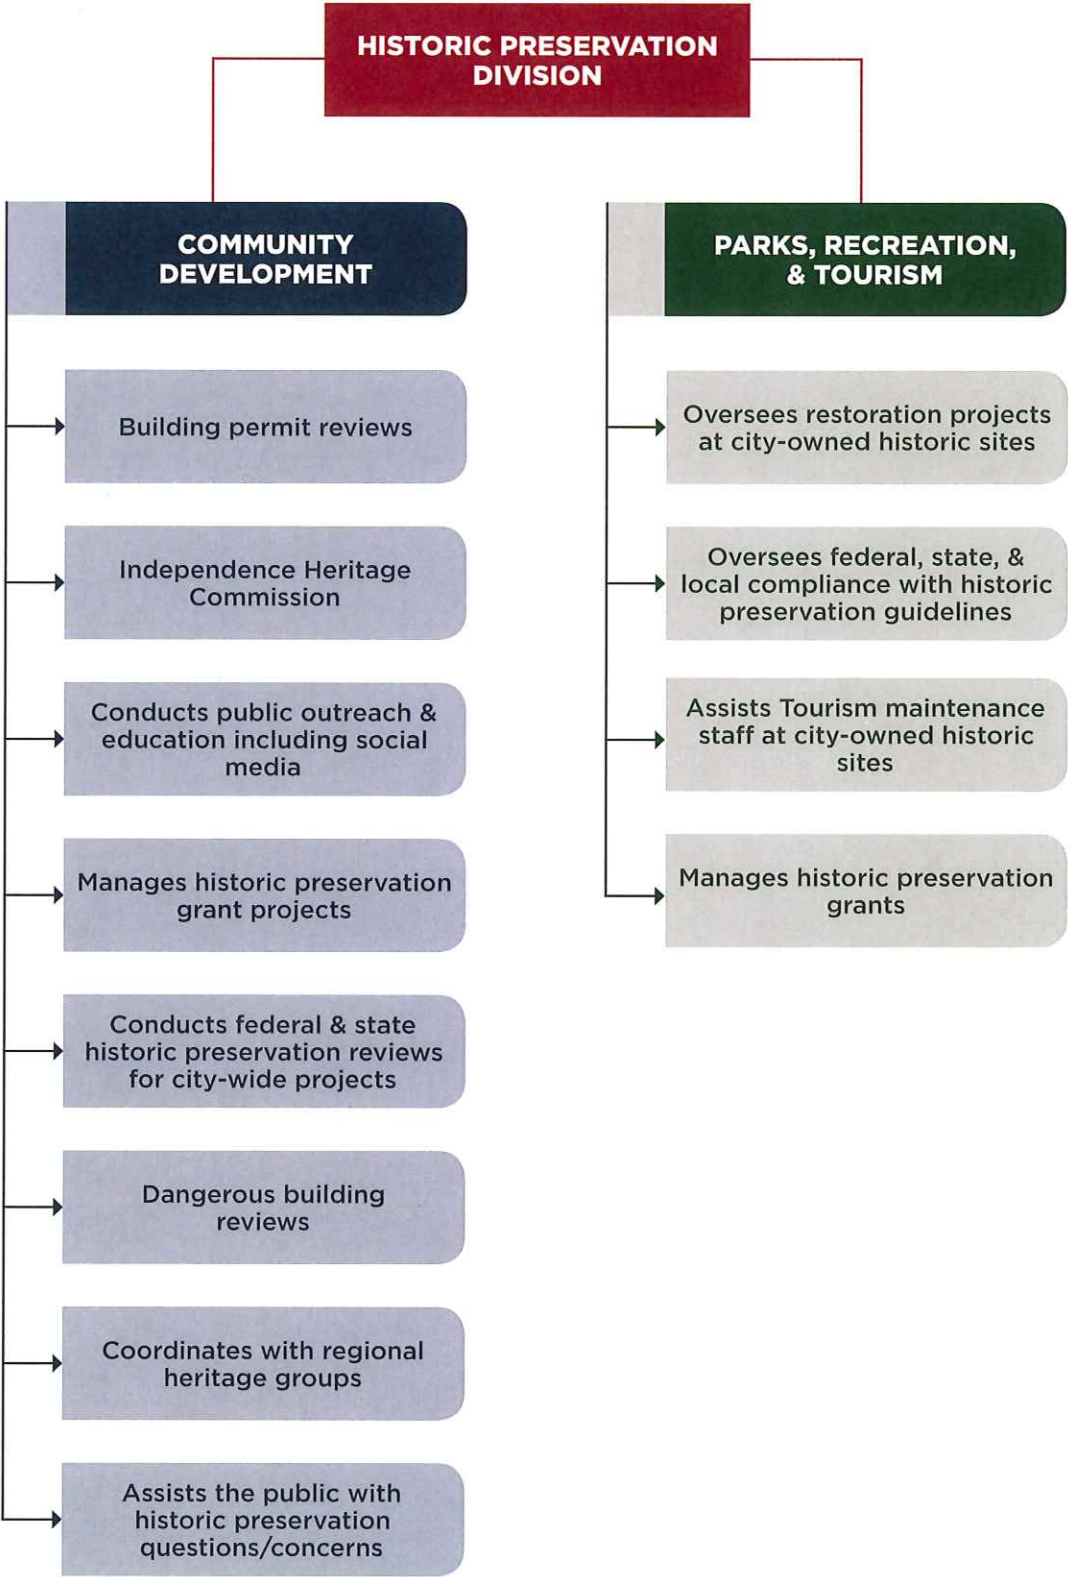 HISTORIC PRESERVATION
DIVISION
COMMUNITY
DEVELOPMENT
Building permit reviews
Independence Heritage
Commission
Conducts public outreach &
education including social
media
Manages historic preservation
grant projects
Conducts federal & state
historic preservation reviews
for city-wide projects
Dangerous building
reviews
Coordinates with regional
heritage groups
Assists the public with
historic preservation
questions/concerns
PARKS, RECREATION,
& TOURISM
Oversees restoration projects
at city-owned historic sites
Oversees federal, state, &
local compliance with historic
preservation guidelines
Assists Tourism maintenance
staff at city-owned historic
sites
Manages historic preservation
grants